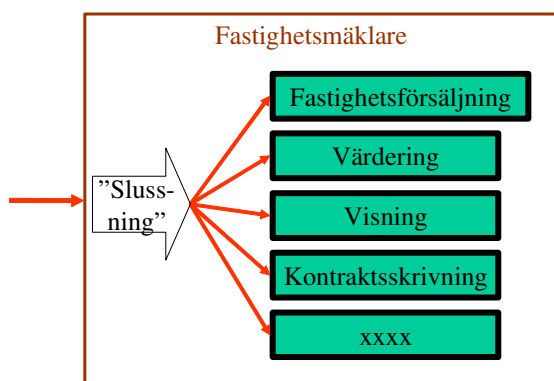 Fastighetsmäklare
Fastighetsförsäljning
Värdering
”Sluss-
ning”
Visning
Kontraktsskrivning
xxxx